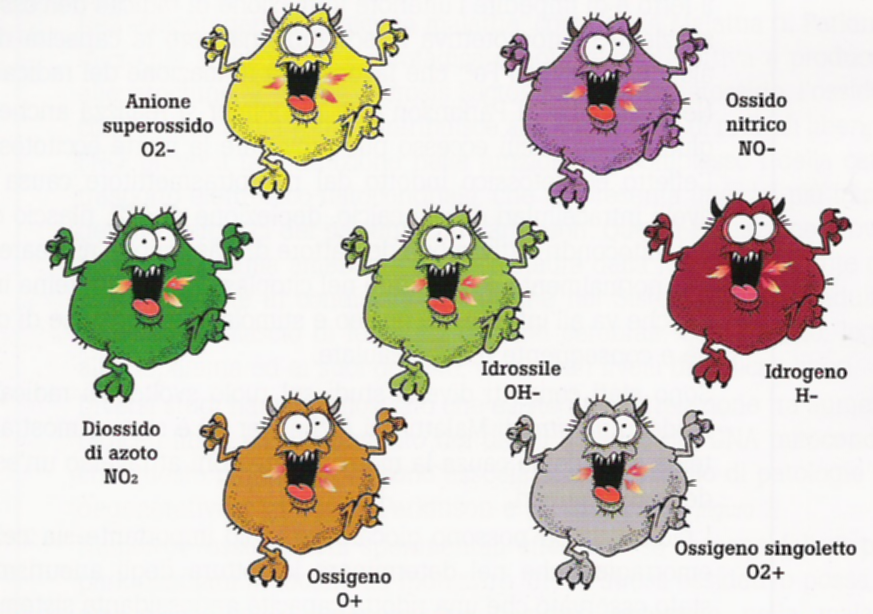 Anione
superossido
O2-
Ossido
nitrico
NO-
Idrossile
OH-
Idrogeno
H-
Diossido
di azoto
NO₂
Ossigeno
O+
Ossigeno singoletto
O2+